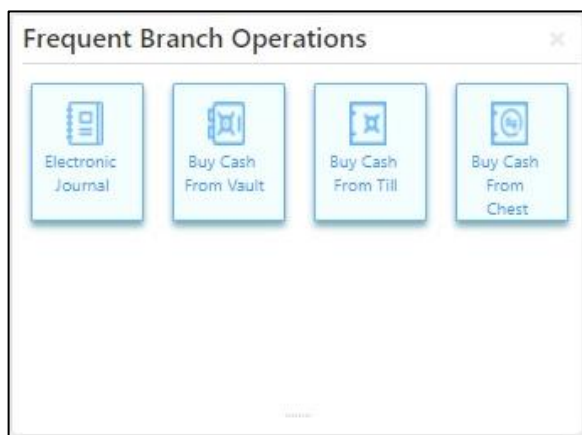 Frequent Branch Operations
Electronic
Journal
Buy Cash
From Vault
Buy Cash
From Till
Buy Cash
From
Chest